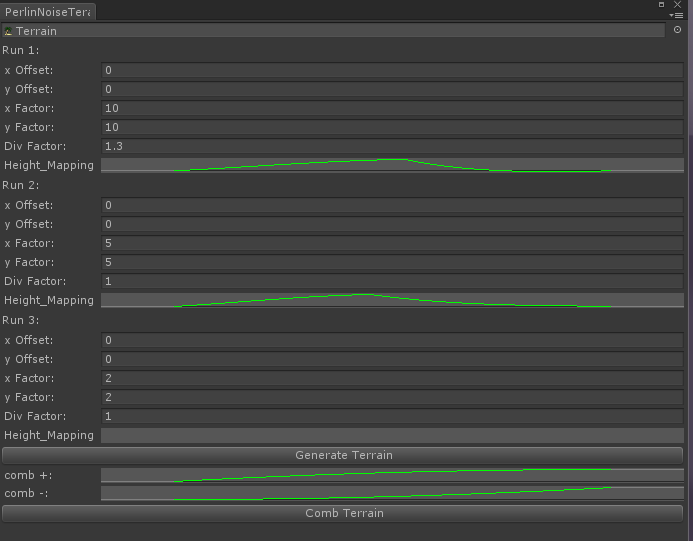 PerlinNoiseTera
Terrain
Run 1:
x Offset: 0
y Offset: 0
x Factor: 10
y Factor: 10
Div Factor: 1.3
Height_Mapping
Run 2:
x Offset: 0
y Offset: 0
x Factor: 5
y Factor: 5
Div Factor: 1
Height_Mapping
Run 3:
x Offset: 0
y Offset: 0
x Factor: 2
y Factor: 2
Div Factor: 1
Height_Mapping
Generate Terrain
comb +:
comb -:
Comb Terrain